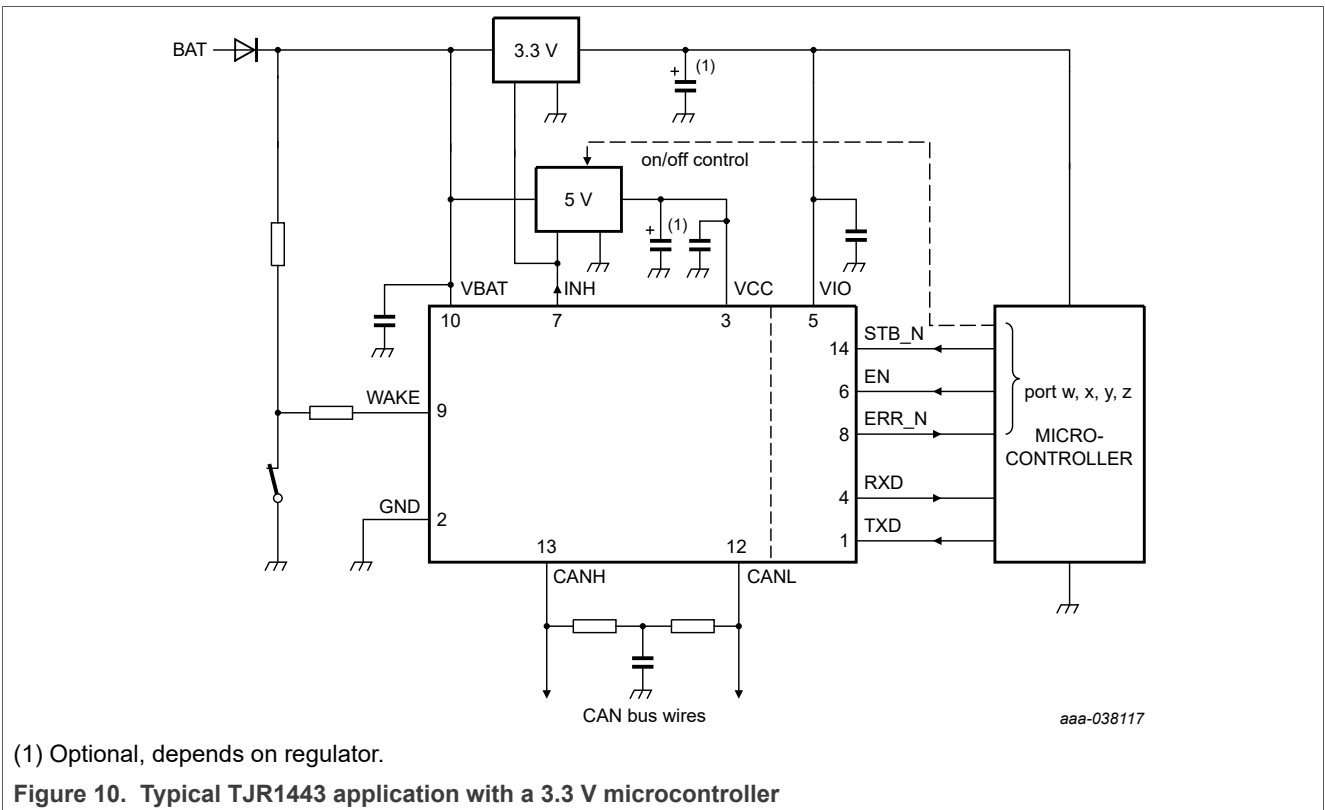 BAT
3.3 V
+ (1)
on/off control
5 V
+ (1)
VBAT
INH
VCC
VIO
10
7
3
5
14 STB_N
6 EN
8 ERR_N
port w, x, y, z
MICRO-
CONTROLLER
WAKE
9
4 RXD
GND
2
1 TXD
13
12
CANH
CANL
CAN bus wires
aaa-038117
(1) Optional, depends on regulator.
Figure 10. Typical TJR1443 application with a 3.3 V microcontroller